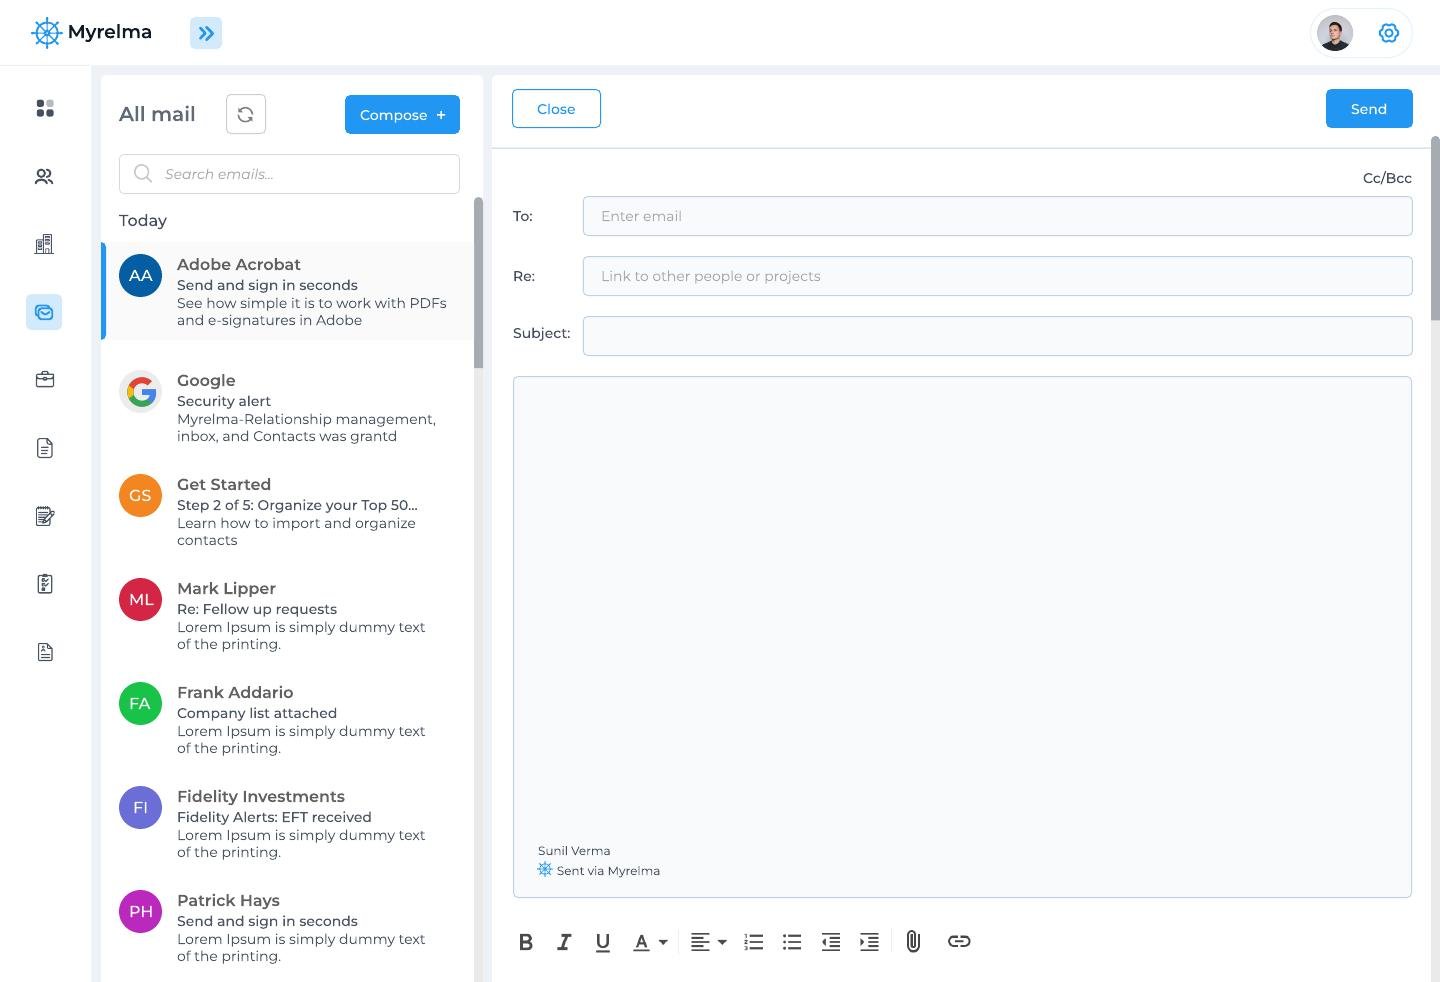 Myrelma
All mail
Compose +
Search emails...
Today
AA
Adobe Acrobat
Send and sign in seconds
See how simple it is to work with PDFs
and e-signatures in Adobe
Google
Security alert
Myrelma-Relationship management,
inbox, and Contacts was grantd
GS
Get Started
Step 2 of 5: Organize your Top 50...
Learn how to import and organize
contacts
ML
Mark Lipper
Re: Fellow up requests
Lorem Ipsum is simply dummy text
of the printing.
FA
Frank Addario
Company list attached
Lorem Ipsum is simply dummy text
of the printing.
FI
Fidelity Investments
Fidelity Alerts: EFT received
Lorem Ipsum is simply dummy text
of the printing.
PH
Patrick Hays
Send and sign in seconds
Lorem Ipsum is simply dummy text
of the printing.
Close
Send
Cc/Bcc
To:
Enter email
Re:
Link to other people or projects
Subject:
Sunil Verma
Sent via Myrelma
B I U A